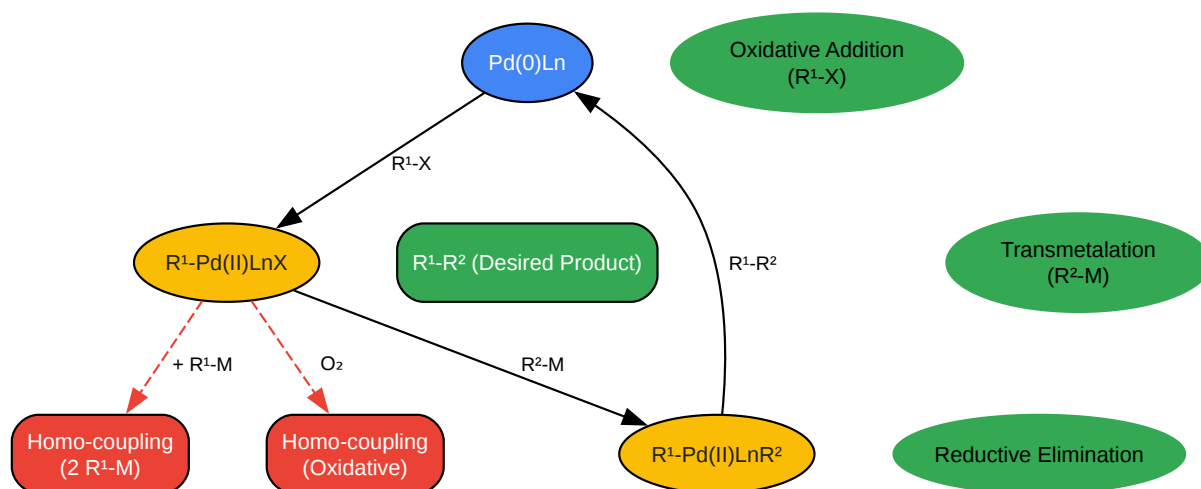 Pd(0)Ln
Oxidative Addition
(R¹-X)
R¹-X
R¹-Pd(II)LnX
R¹-R² (Desired Product)
R¹-R²
Transmetalation
(R²-M)
+ R¹-M
O₂
R²-M
Homo-coupling
(2 R¹-M)
Homo-coupling
(Oxidative)
R¹-Pd(II)LnR²
Reductive Elimination